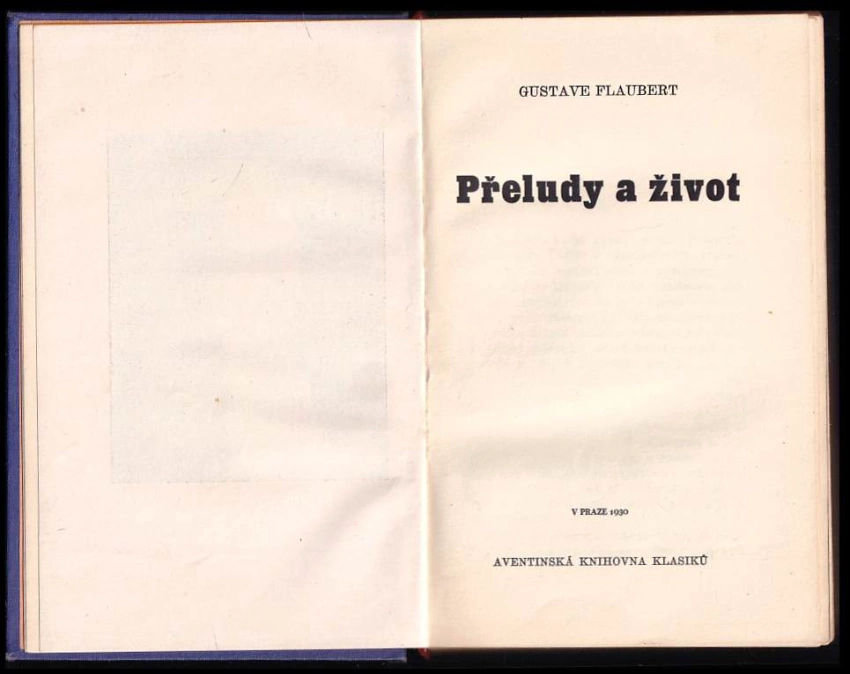 GUSTAVE FLAUBERT
Přeludy a život
V PRAZE 1930
AVENTINSKÁ KNIHOVNA KLASIKŮ